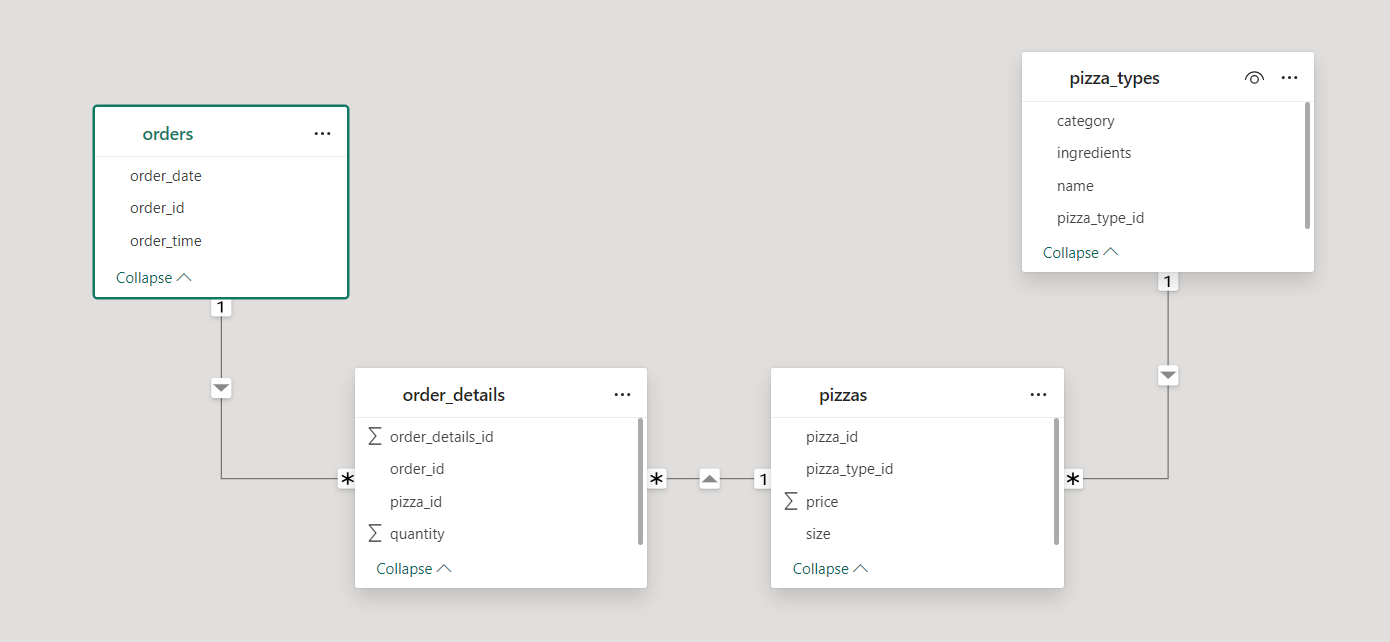 orders
order_date
order_id
order_time
Collapse
1
order_details
Σ order_details_id
order_id
pizza_id
Σ quantity
Collapse
*
*
1
pizzas
pizza_id
pizza_type_id
Σ price
size
Collapse
*
pizza_types
category
ingredients
name
pizza_type_id
Collapse
1